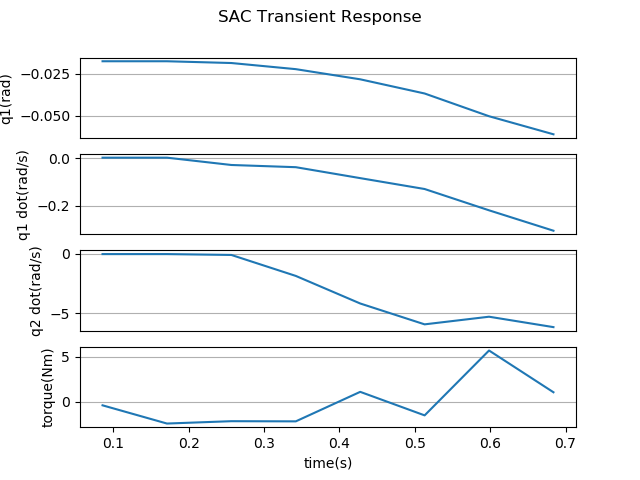 SAC Transient Response
q1(rad)
−0.025
−0.050
q1 dot(rad/s)
0.0
−0.2
q2 dot(rad/s)
0
−5
torque(Nm)
5
0
0.1 0.2 0.3 0.4 0.5 0.6 0.7
time(s)